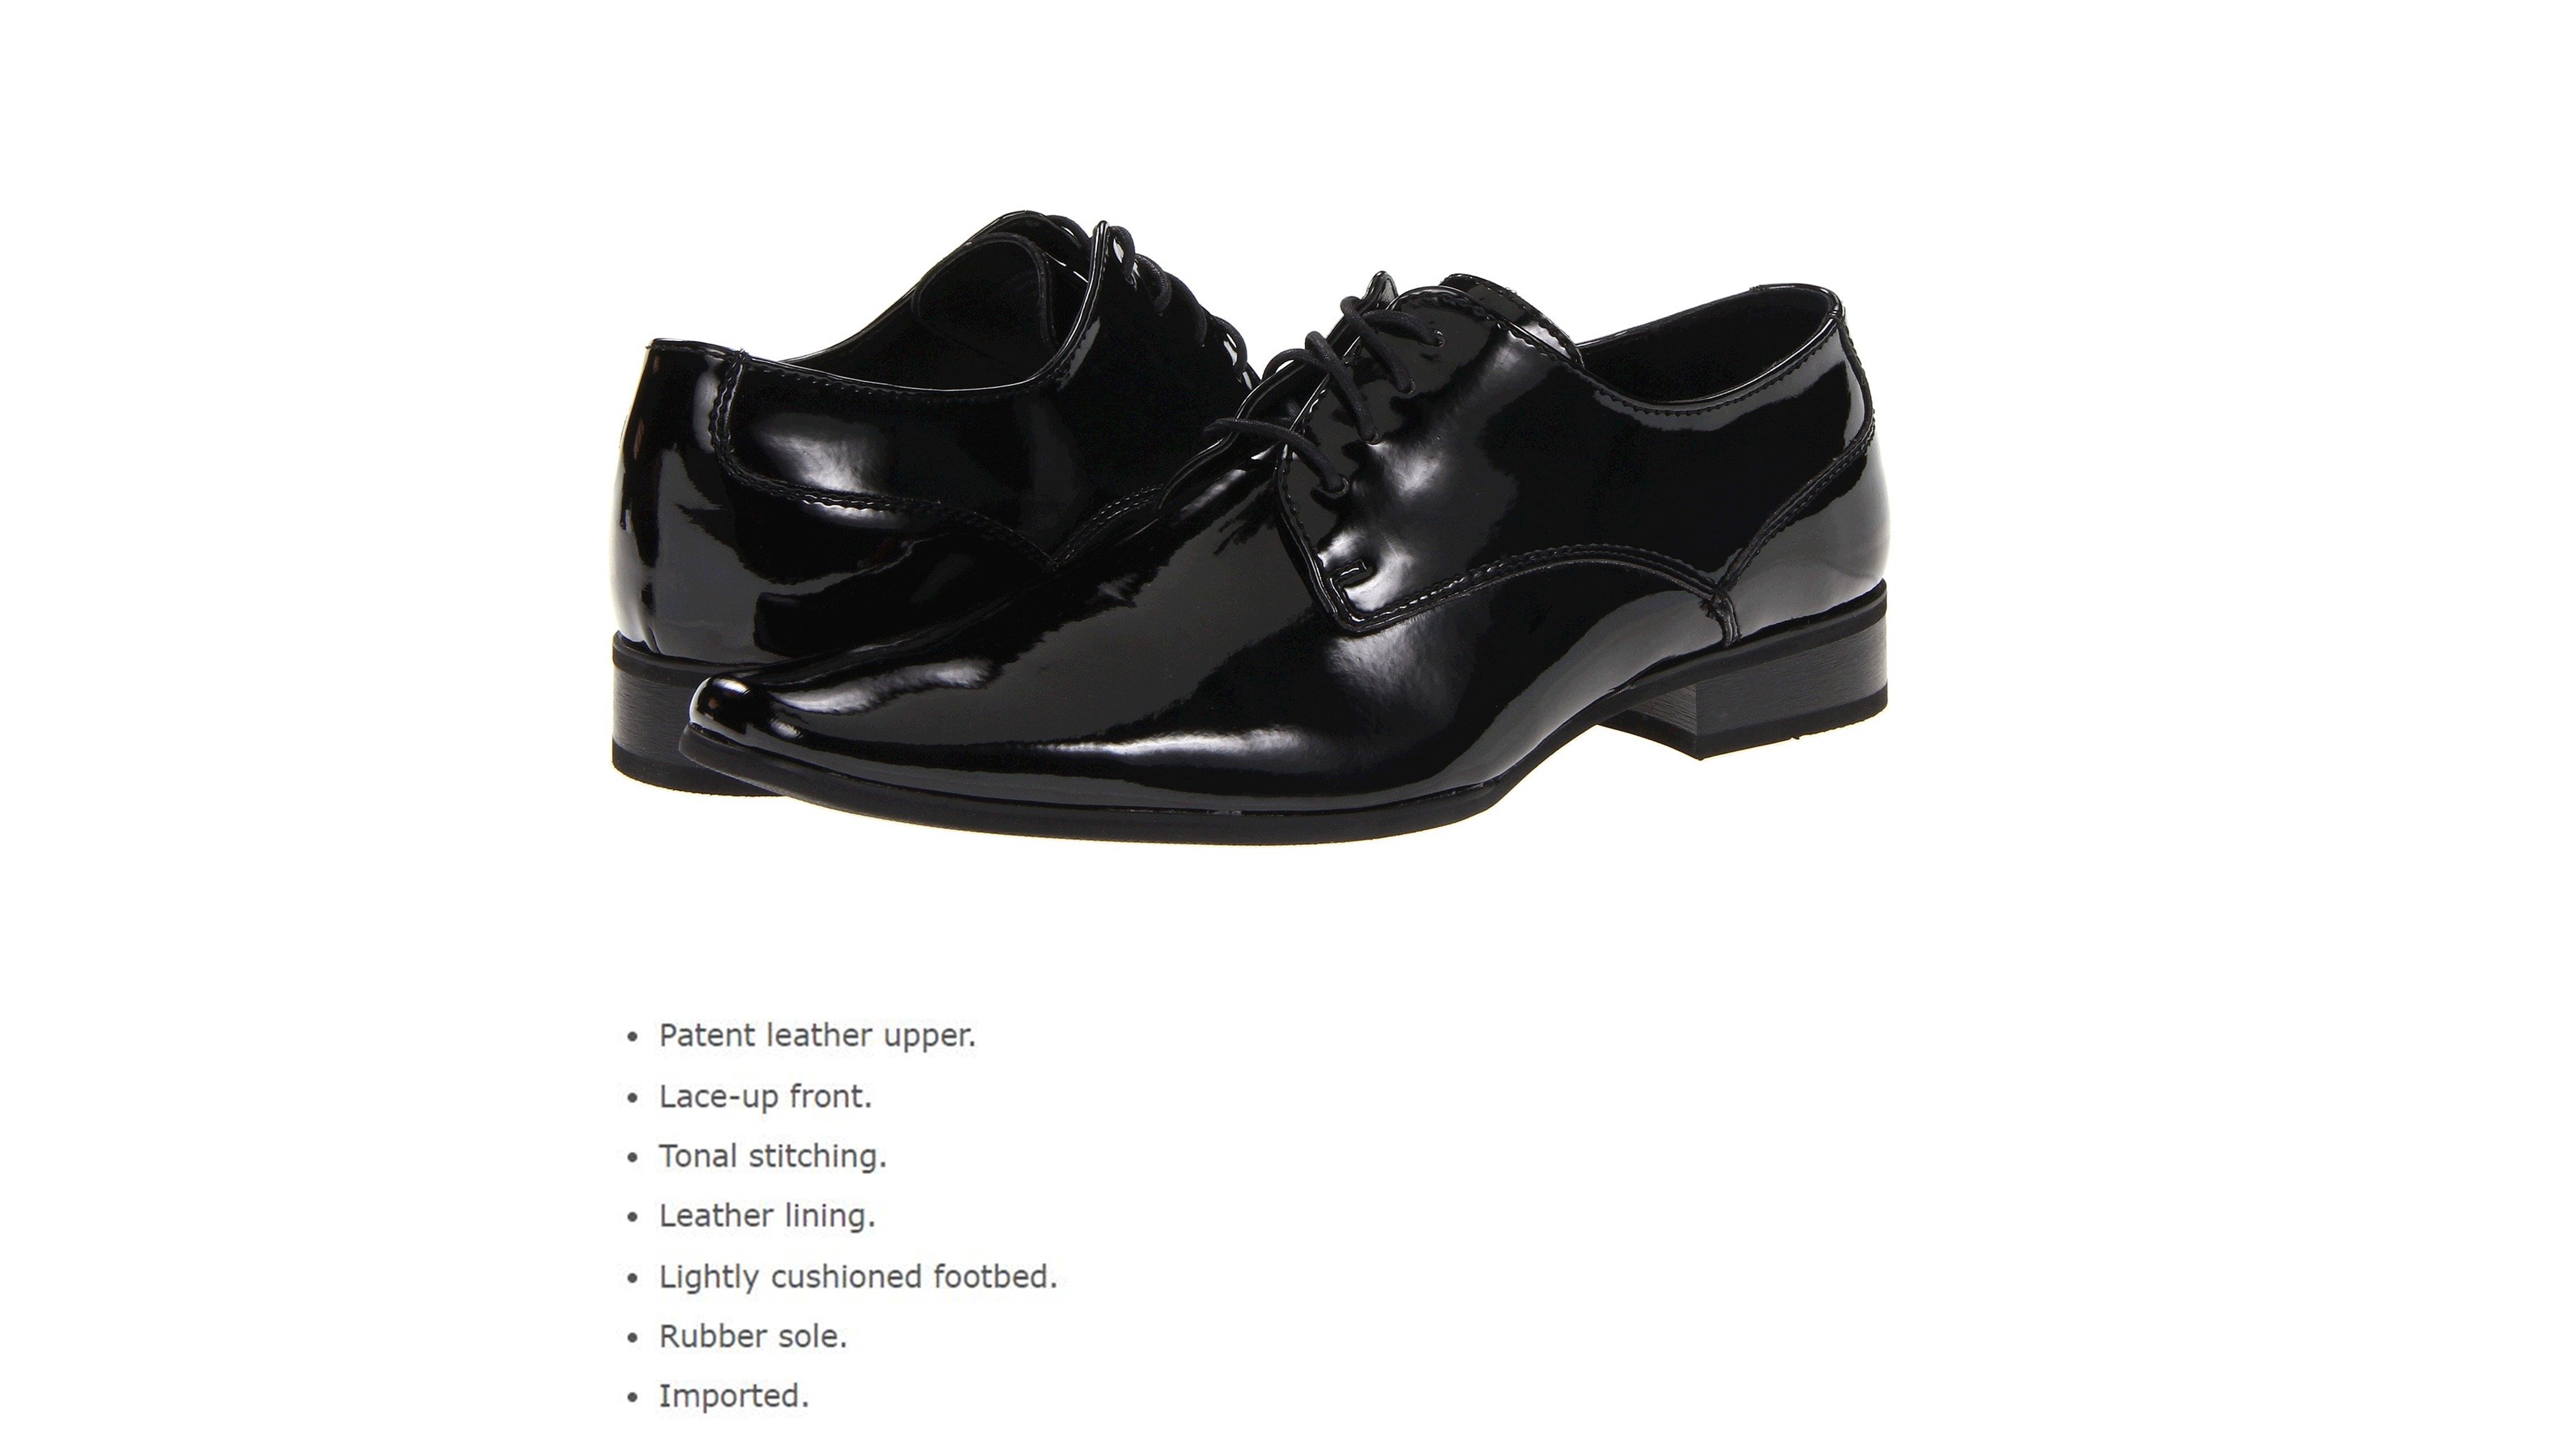 • Patent leather upper.
• Lace-up front.
• Tonal stitching.
• Leather lining.
• Lightly cushioned footbed.
• Rubber sole.
• Imported.